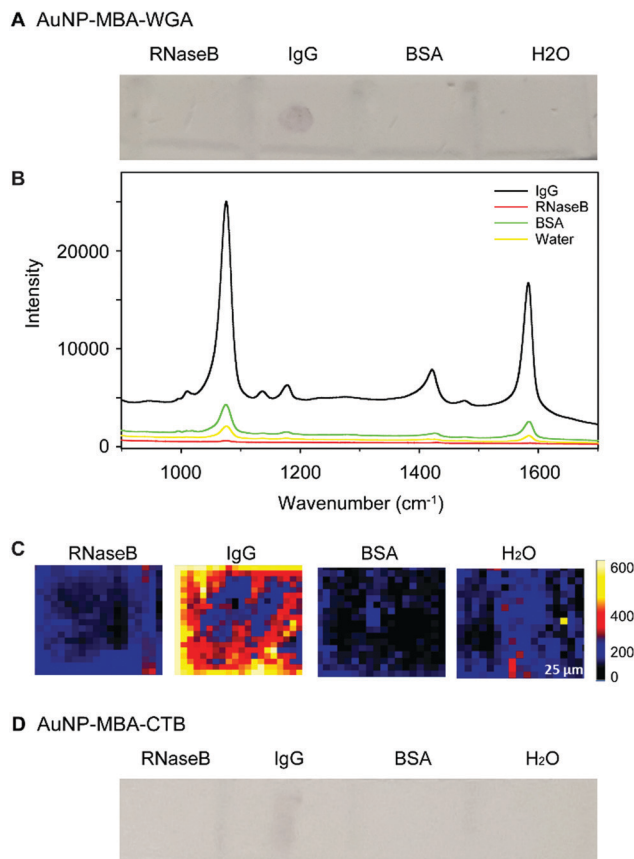 A AuNP-MBA-WGA
RNaseB IgG BSA H2O
B
IgG
RNaseB
BSA
Water
20000
10000
0
Intensity
1000 1200 1400 1600
Wavenumber (cm⁻¹)
C
RNaseB IgG BSA H₂O
600
400
200
0
25 µm
D AuNP-MBA-CTB
RNaseB IgG BSA H₂O